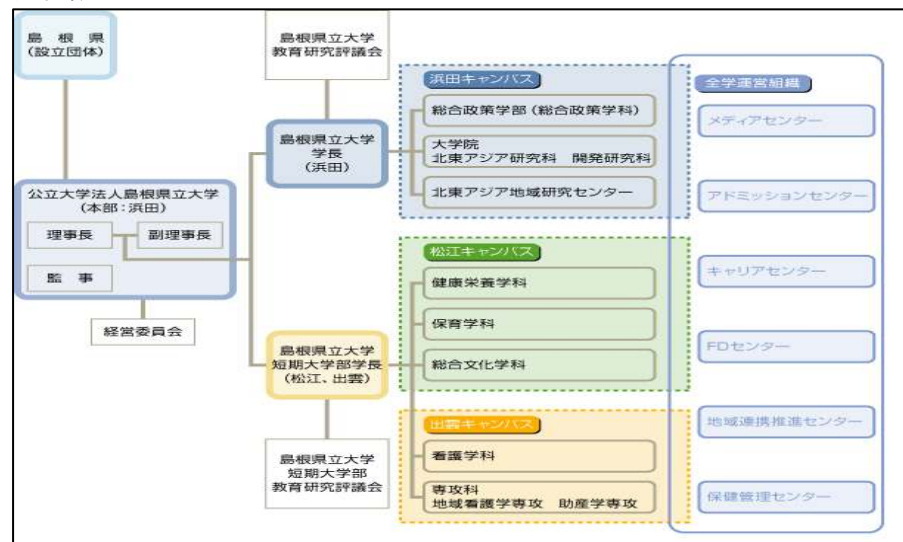 島根県
(設立団体)
公立大学法人島根県立大学
(本部:浜田)
理事長
副理事長
監事
経営委員会
島根県立大学
教育研究評議会
島根県立大学
学長
(浜田)
島根県立大学
短期大学部学長
(松江、出雲)
島根県立大学
短期大学部
教育研究評議会
浜田キャンパス
総合政策学部(総合政策学科)
大学院
北東アジア研究科 開発研究科
北東アジア地域研究センター
松江キャンパス
健康栄養学科
保育学科
総合文化学科
出雲キャンパス
看護学科
専攻科
地域看護学専攻 助産学専攻
全学運営組織
メディアセンター
アドミッションセンター
キャリアセンター
FDセンター
地域連携推進センター
保健管理センター